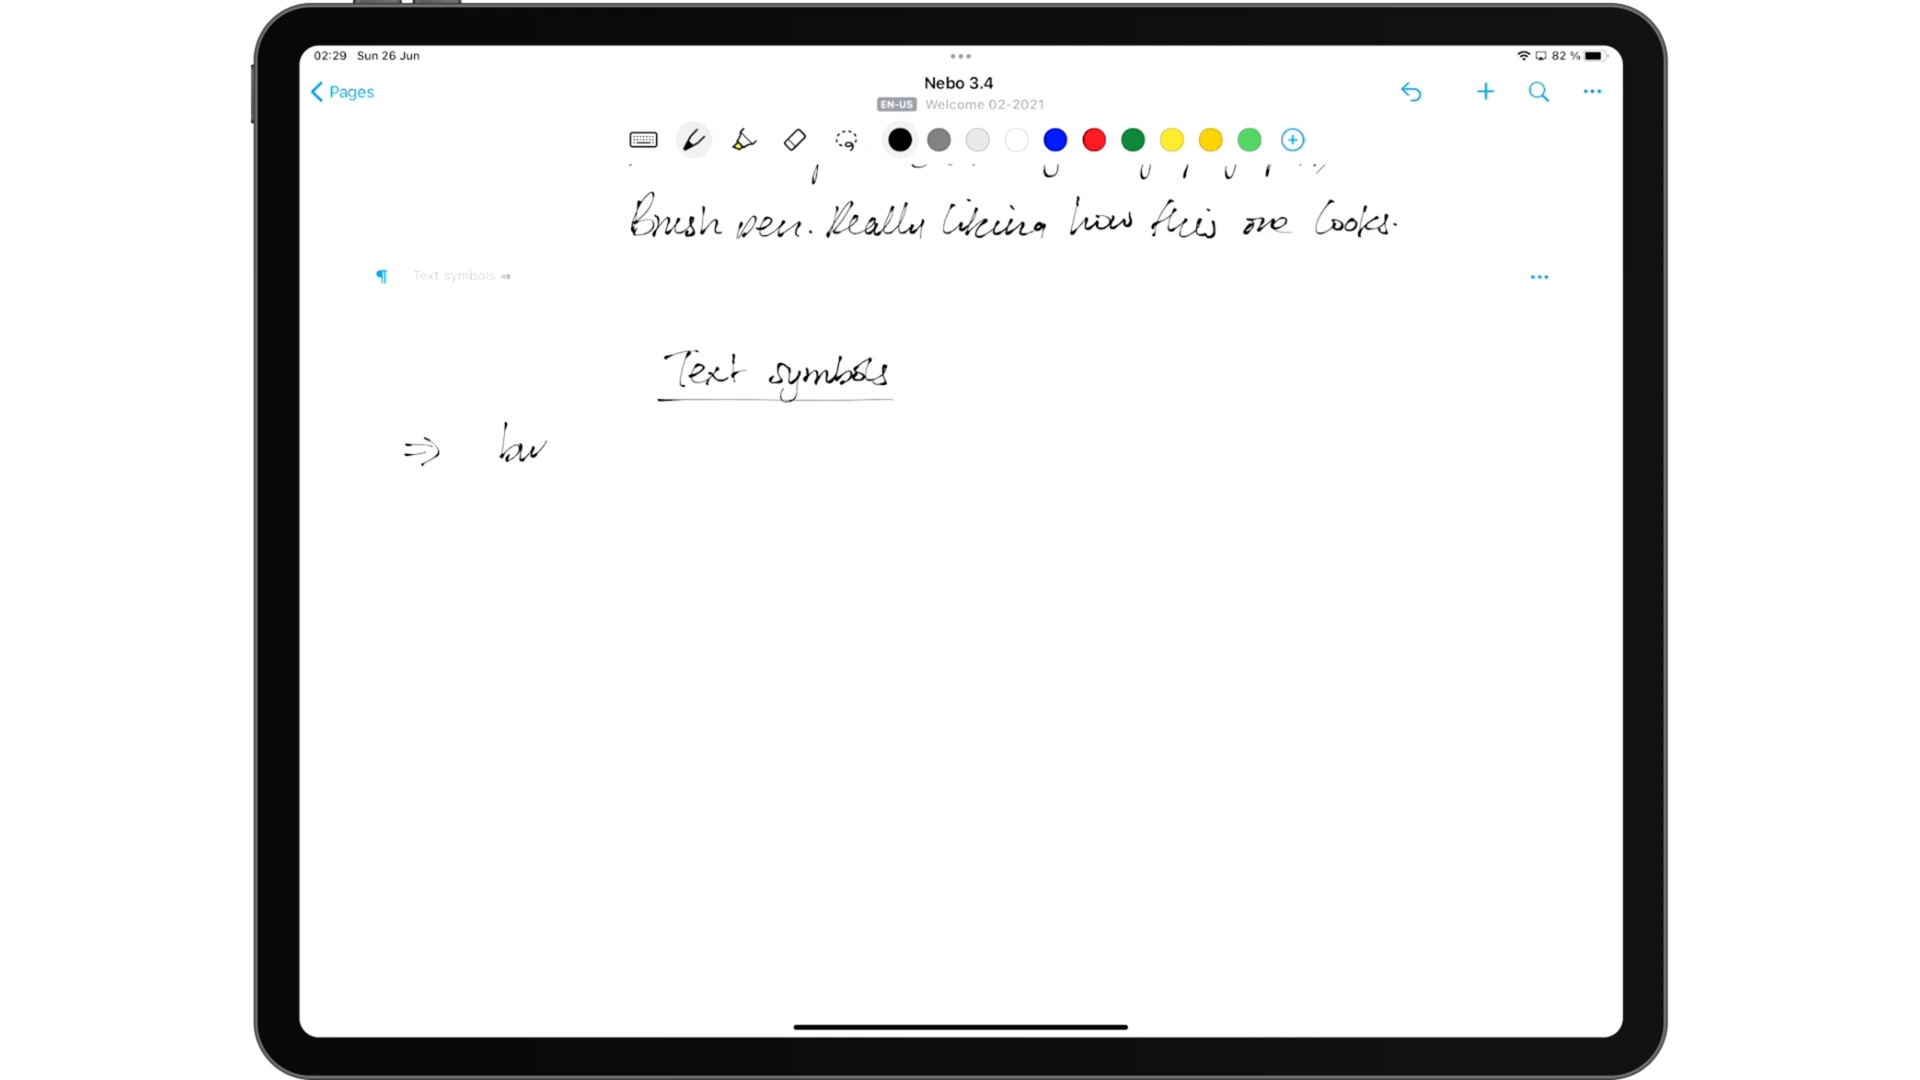 02:29 Sun 26 Jun 82 %
Pages
Nebo 3.4
EN-US Welcome 02-2021
Brush pen. Really liking how this one looks.
Text symbols ⇒
Text symbols
⇒